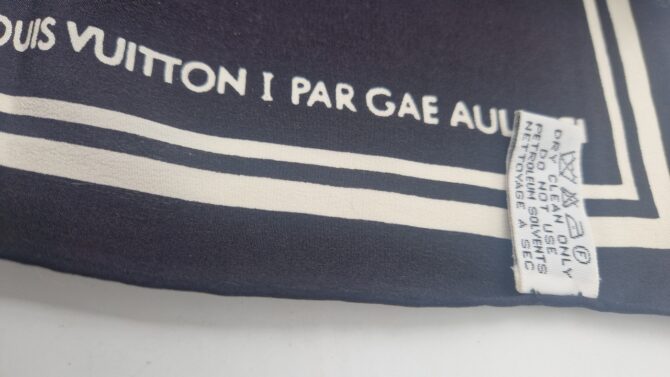 OUIS VUITTON I PAR GAE AUL
DRY CLEAN ONLY
DO NOT USE
PETROLEUM SOLVENTS
NETTOYAGE A SEC
F